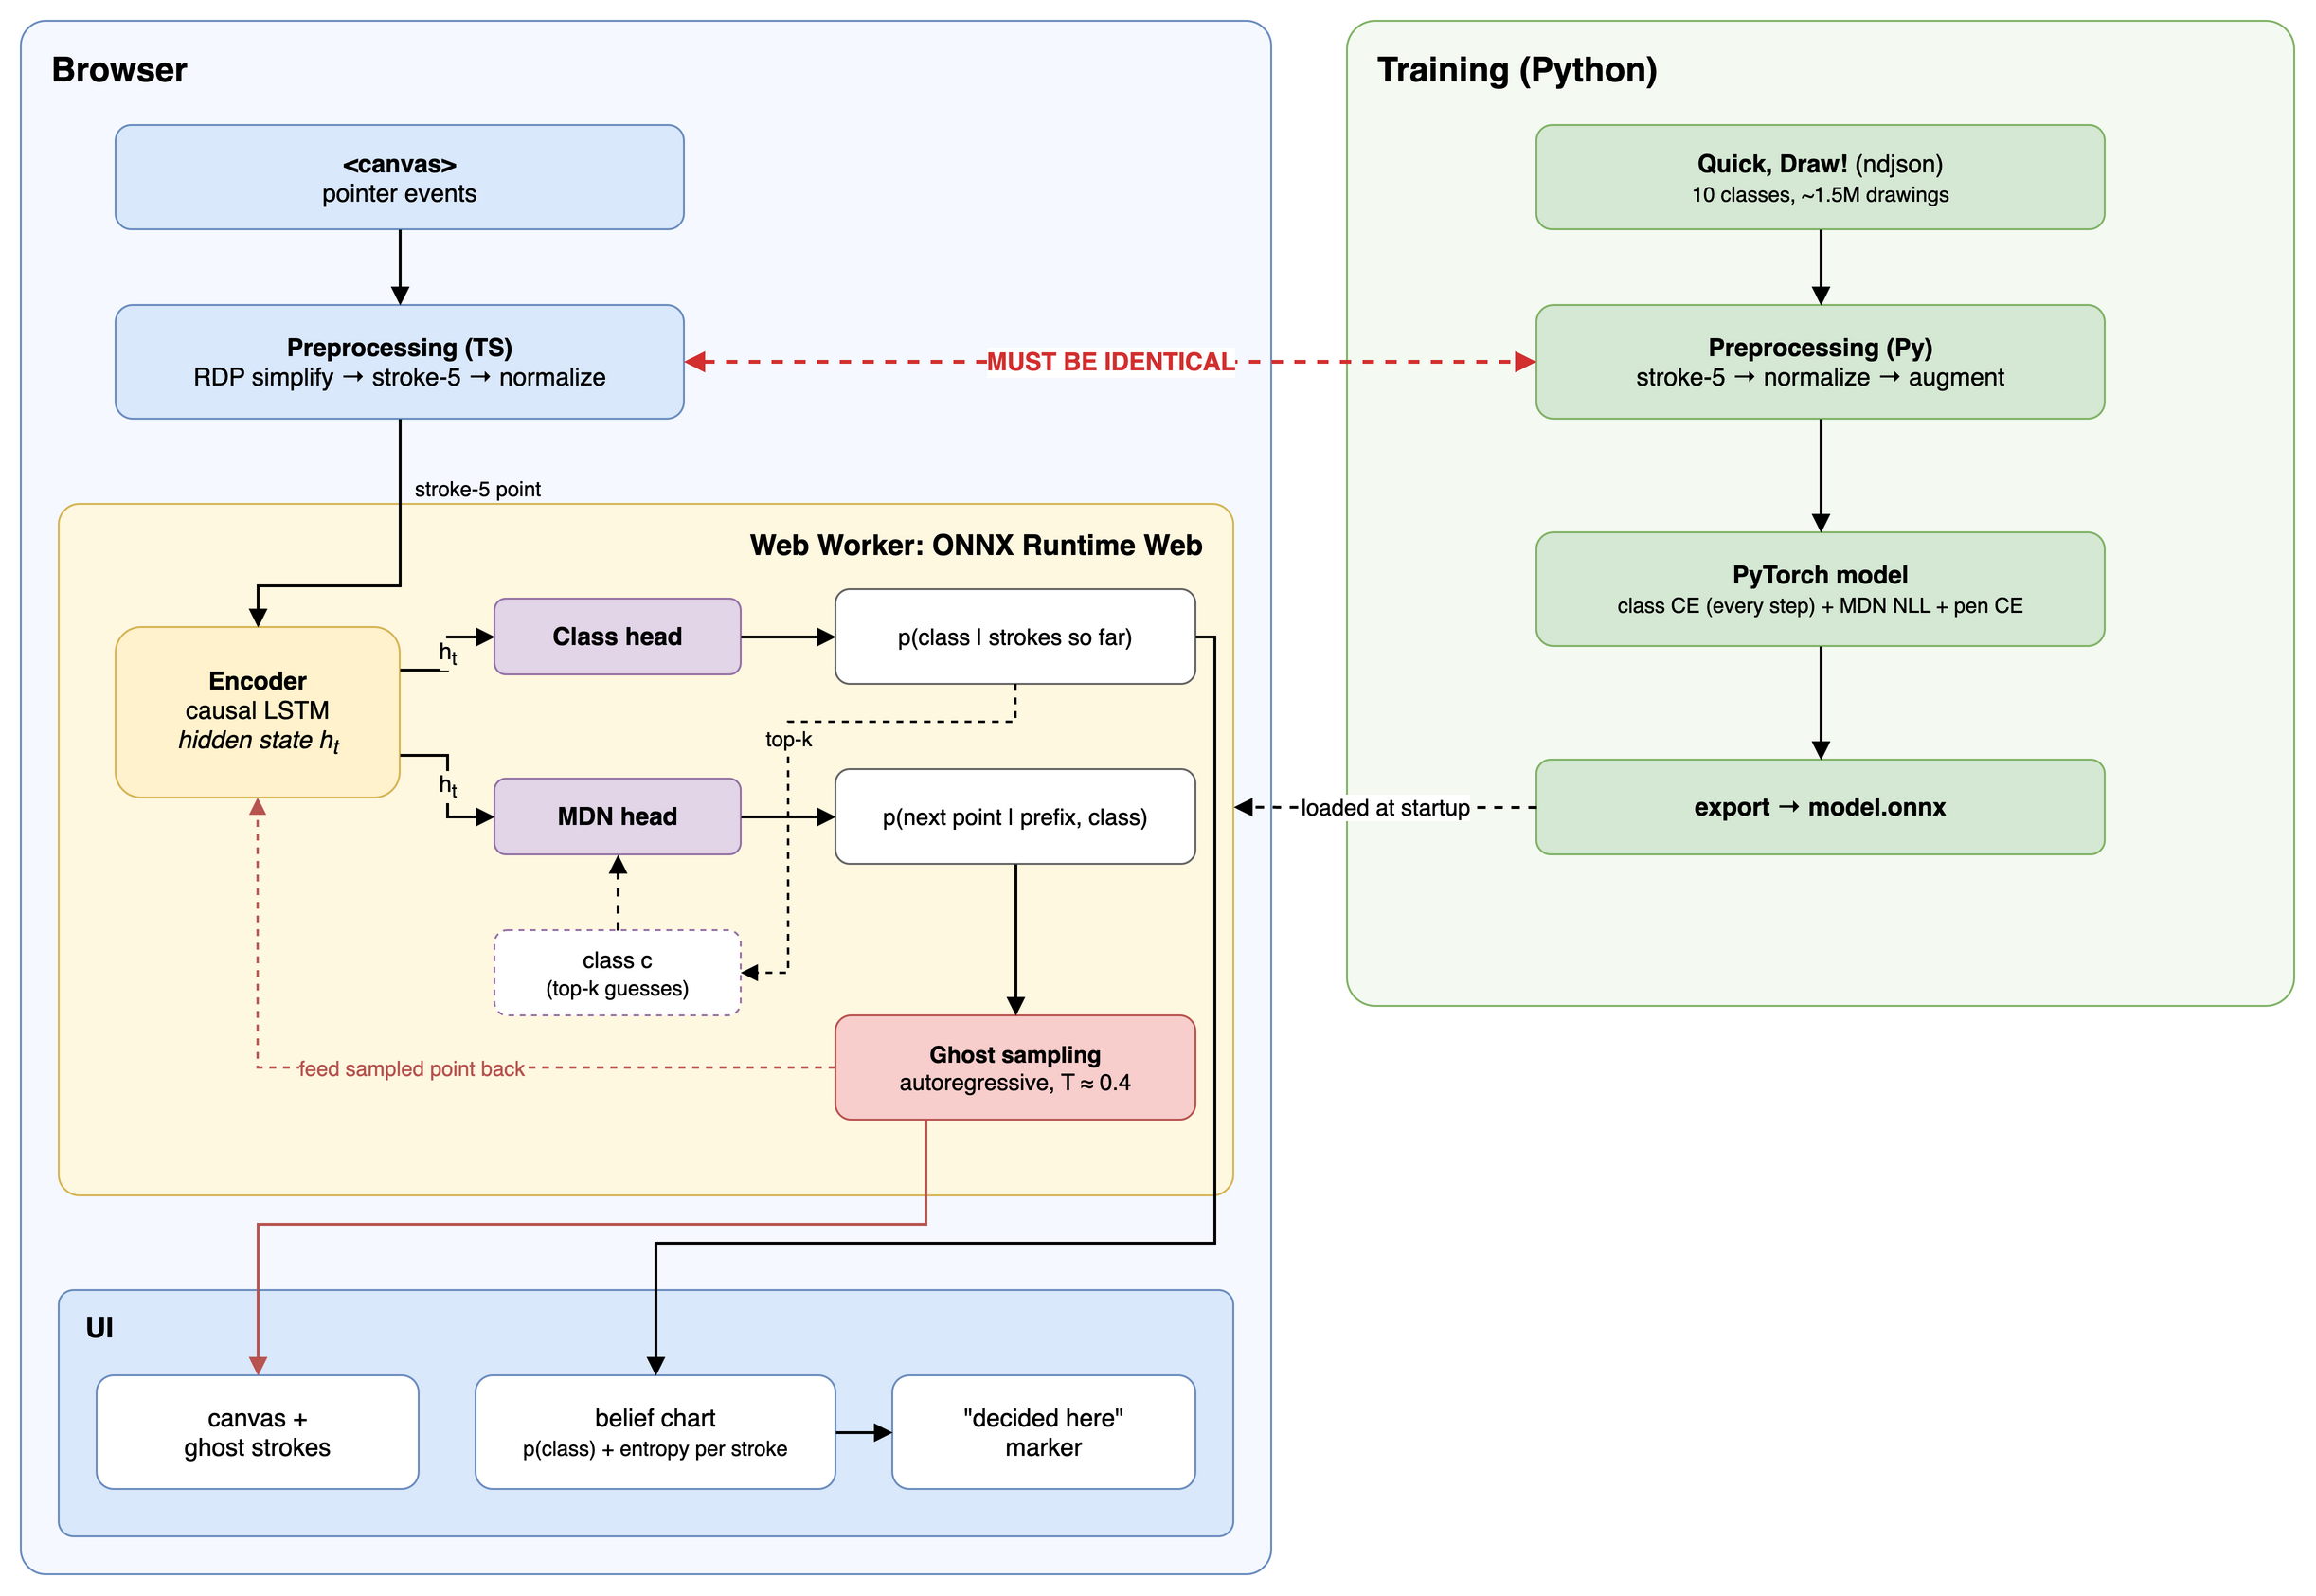 Browser
<canvas>
pointer events
Preprocessing (TS)
RDP simplify → stroke-5 → normalize
MUST BE IDENTICAL
stroke-5 point
Web Worker: ONNX Runtime Web
Encoder
causal LSTM
hidden state hₜ
hₜ
Class head
p(class | strokes so far)
top-k
hₜ
MDN head
p(next point | prefix, class)
class c
(top-k guesses)
Ghost sampling
autoregressive, T ≈ 0.4
feed sampled point back
UI
canvas +
ghost strokes
belief chart
p(class) + entropy per stroke
"decided here"
marker
Training (Python)
Quick, Draw! (ndjson)
10 classes, ~1.5M drawings
Preprocessing (Py)
stroke-5 → normalize → augment
PyTorch model
class CE (every step) + MDN NLL + pen CE
export → model.onnx
loaded at startup